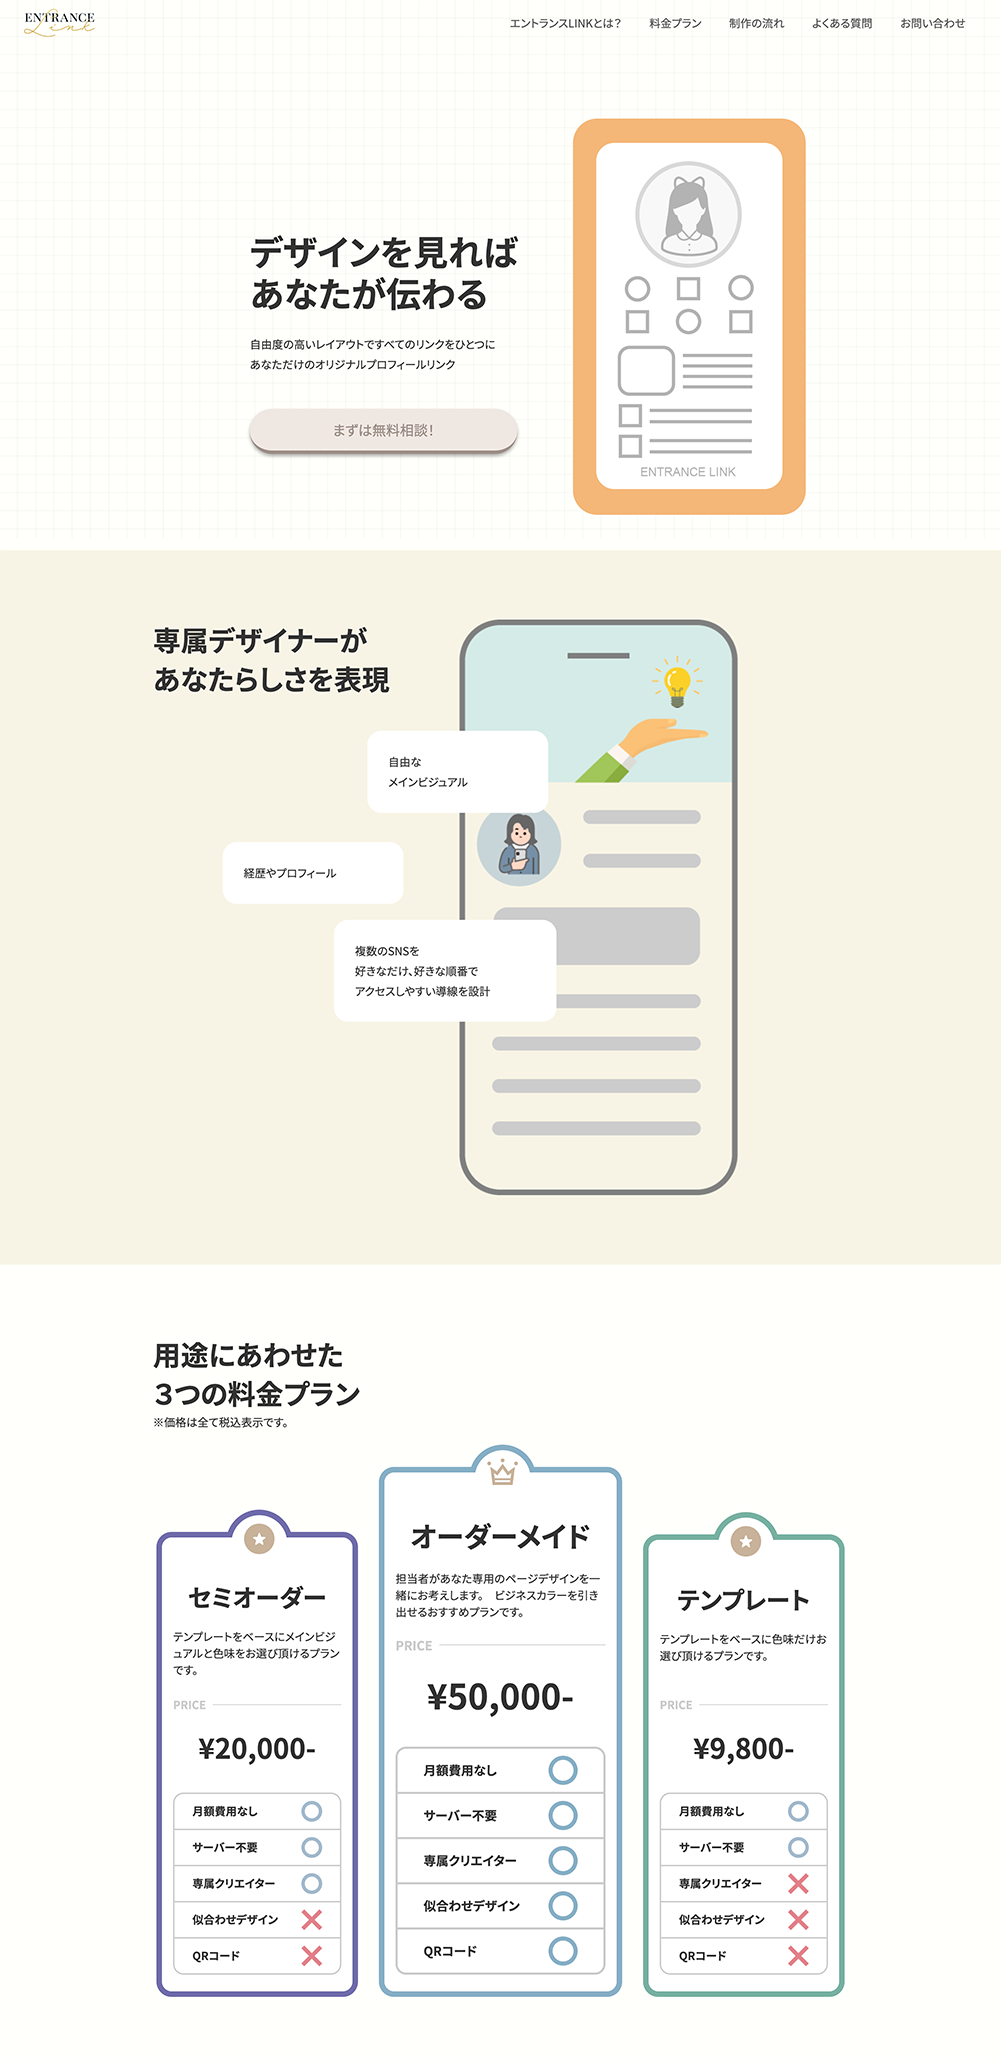 ENTRANCE
Link
エントランスLINKとは？
料金プラン
制作の流れ
よくある質問
お問い合わせ
デザインを見れば
あなたが伝わる
自由度の高いレイアウトですべてのリンクをひとつに
あなただけのオリジナルプロフィールリンク
まずは無料相談！
ENTRANCE LINK
専属デザイナーが
あなたらしさを表現
自由な
メインビジュアル
経歴やプロフィール
複数のSNSを
好きなだけ、好きな順番で
アクセスしやすい導線を設計
用途にあわせた
３つの料金プラン
※価格は全て税込表示です。
セミオーダー
テンプレートをベースにメインビジ
ュアルと色味をお選び頂けるプラン
です。
PRICE
¥20,000-
月額費用なし
サーバー不要
専属クリエイター
似合わせデザイン
QRコード
オーダーメイド
担当者があなた専用のページデザインを一
緒にお考えします。　ビジネスカラーを引き
出せるおすすめプランです。
PRICE
¥50,000-
月額費用なし
サーバー不要
専属クリエイター
似合わせデザイン
QRコード
テンプレート
テンプレートをベースに色味だけお
選び頂けるプランです。
PRICE
¥9,800-
月額費用なし
サーバー不要
専属クリエイター
似合わせデザイン
QRコード